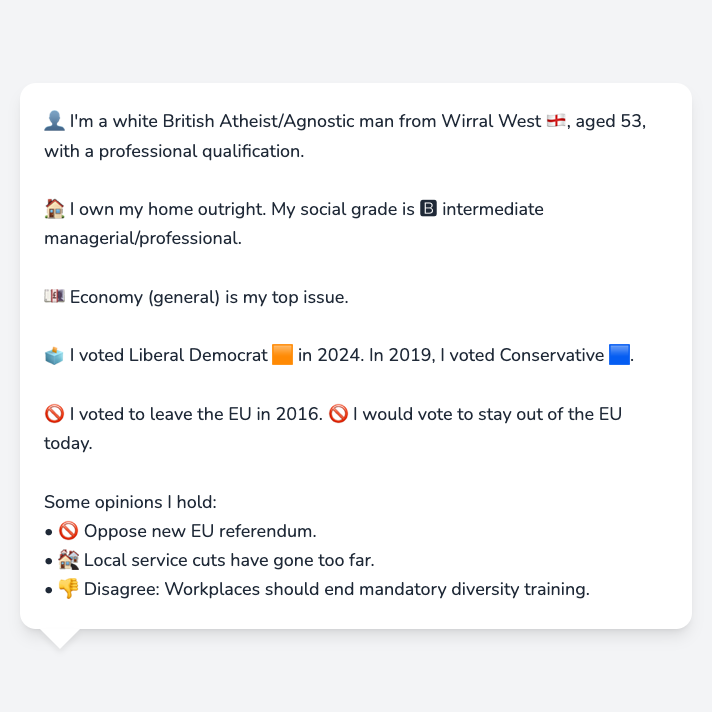 👤 I'm a white British Atheist/Agnostic man from Wirral West 🏴󠁧󠁢󠁥󠁮󠁧󠁿, aged 53,
with a professional qualification.
🏠 I own my home outright. My social grade is 🅱 intermediate
managerial/professional.
💷 Economy (general) is my top issue.
🗳️ I voted Liberal Democrat 🟧 in 2024. In 2019, I voted Conservative 🟦.
🚫 I voted to leave the EU in 2016. 🚫 I would vote to stay out of the EU
today.
Some opinions I hold:
• 🚫 Oppose new EU referendum.
• 🏚️ Local service cuts have gone too far.
• 👎 Disagree: Workplaces should end mandatory diversity training.